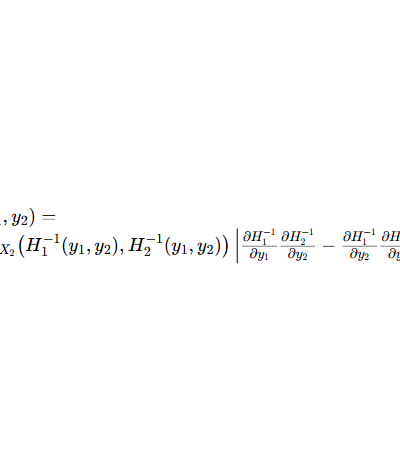 , y₂) =
X₂(H₁⁻¹(y₁, y₂), H₂⁻¹(y₁, y₂)) |∂H₁⁻¹/∂y₁ ∂H₂⁻¹/∂y₂ − ∂H₁⁻¹/∂y₂